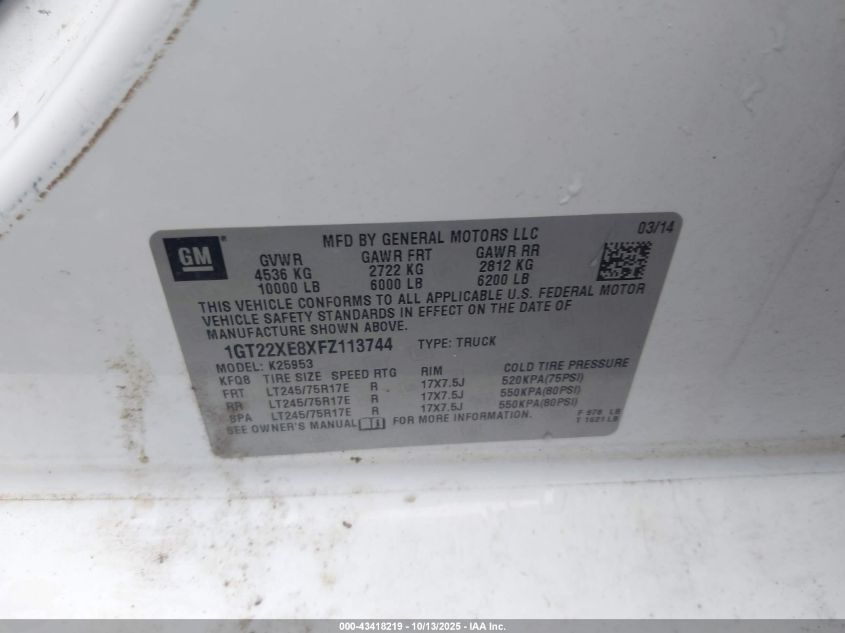 GM
MFD BY GENERAL MOTORS LLC
03/14
GVWR GAWR FRT GAWR RR
4536 KG 2722 KG 2812 KG
10000 LB 6000 LB 6200 LB
THIS VEHICLE CONFORMS TO ALL APPLICABLE U.S. FEDERAL MOTOR
VEHICLE SAFETY STANDARDS IN EFFECT ON THE DATE OF
MANUFACTURE SHOWN ABOVE.
1GT22XE8XFZ113744 TYPE: TRUCK
MODEL: K25953
KFQ8 TIRE SIZE SPEED RTG RIM COLD TIRE PRESSURE
FRT LT245/75R17E R 17X7.5J 520KPA(75PSI)
RR LT245/75R17E R 17X7.5J 550KPA(80PSI)
SPA LT245/75R17E R 17X7.5J 550KPA(80PSI)
SEE OWNER'S MANUAL FOR MORE INFORMATION.
F 978 LB
T 1621 LB
000-43418219 - 10/13/2025 - IAA Inc.